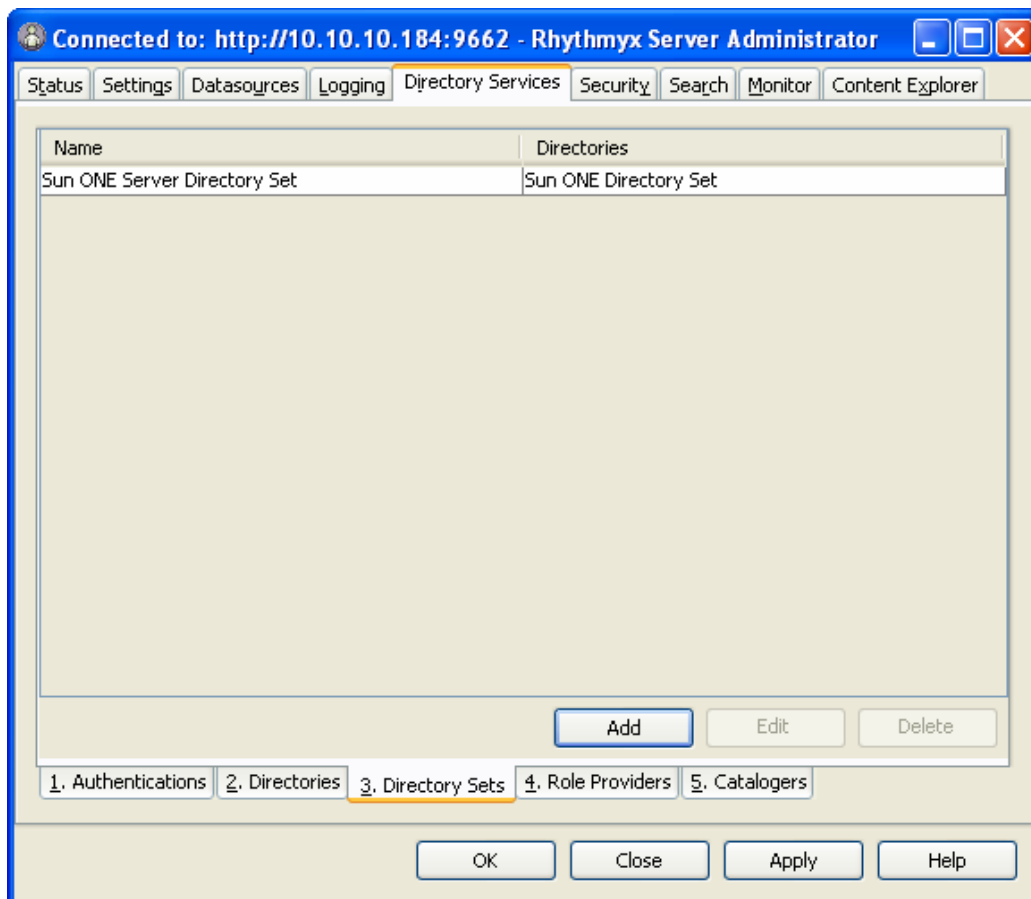 Connected to: http://10.10.10.184:9662 - Rhythmyx Server Administrator
Status Settings Datasources Logging Directory Services Security Search Monitor Content Explorer
Name Directories
Sun ONE Server Directory Set Sun ONE Directory Set
Add Edit Delete
1. Authentications 2. Directories 3. Directory Sets 4. Role Providers 5. Catalogers
OK Close Apply Help